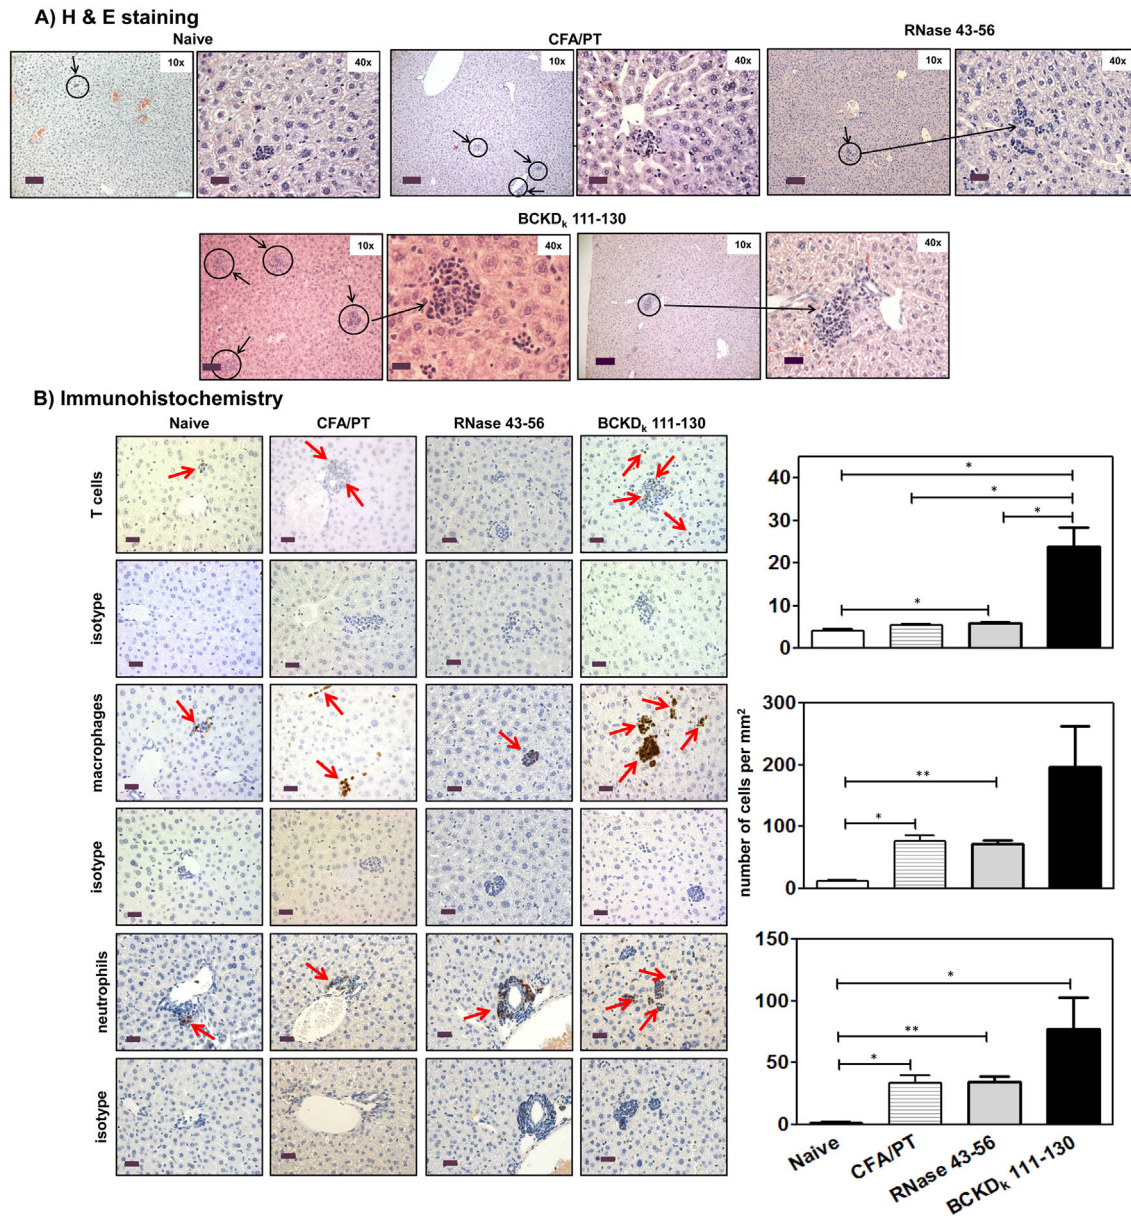 A) H & E staining
Naive
CFA/PT
RNase 43-56
10x
40x
10x
40x
10x
40x
BCKDk 111-130
10x
40x
10x
40x
B) Immunohistochemistry
Naive
CFA/PT
RNase 43-56
BCKDk 111-130
T cells
isotype
macrophages
isotype
neutrophils
isotype
40
30
20
10
0
*
*
*
*
number of cells per mm2
300
200
100
0
**
*
150
100
50
0
*
**
*
Naive
CFA/PT
RNase 43-56
BCKDk 111-130